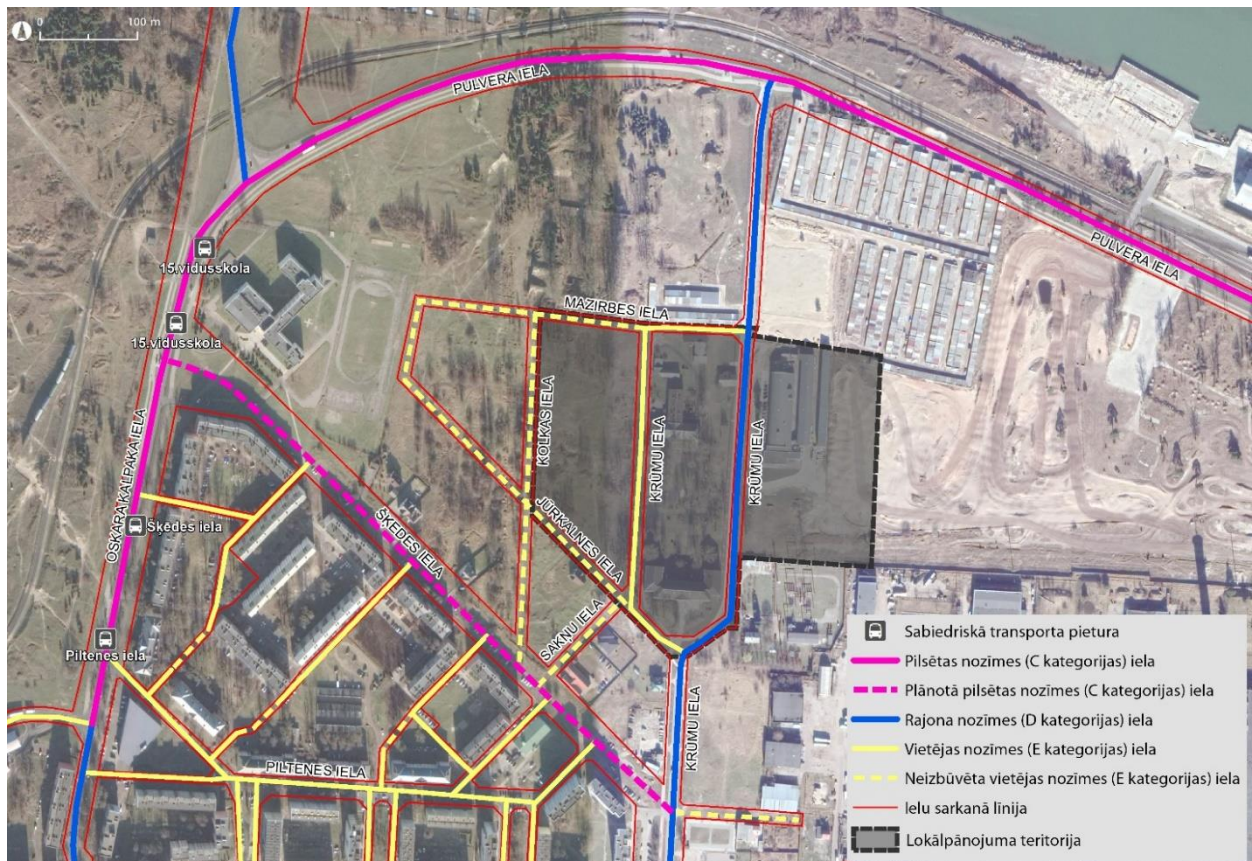 0 100 m
PULVERA IELA
15.vidusskola
15.vidusskola
PULVERA IELA
MAZIRBES IELA
KOLKAS IELA
KRŪMU IELA
KRŪMU IELA
OSKARA KALPAKA IELA
Šķēdes iela
ŠĶĒDES IELA
JŪRKALNES IELA
SAKŅU IELA
Piltenes iela
KRŪMU IELA
PILTENES IELA
Sabiedriskā transporta pietura
Pilsētas nozīmes (C kategorijas) iela
Plānotā pilsētas nozīmes (C kategorijas) iela
Rajona nozīmes (D kategorijas) iela
Vietējas nozīmes (E kategorijas) iela
Neizbūvēta vietējas nozīmes (E kategorijas) iela
Ielu sarkanā līnija
Lokālpānojuma teritorija